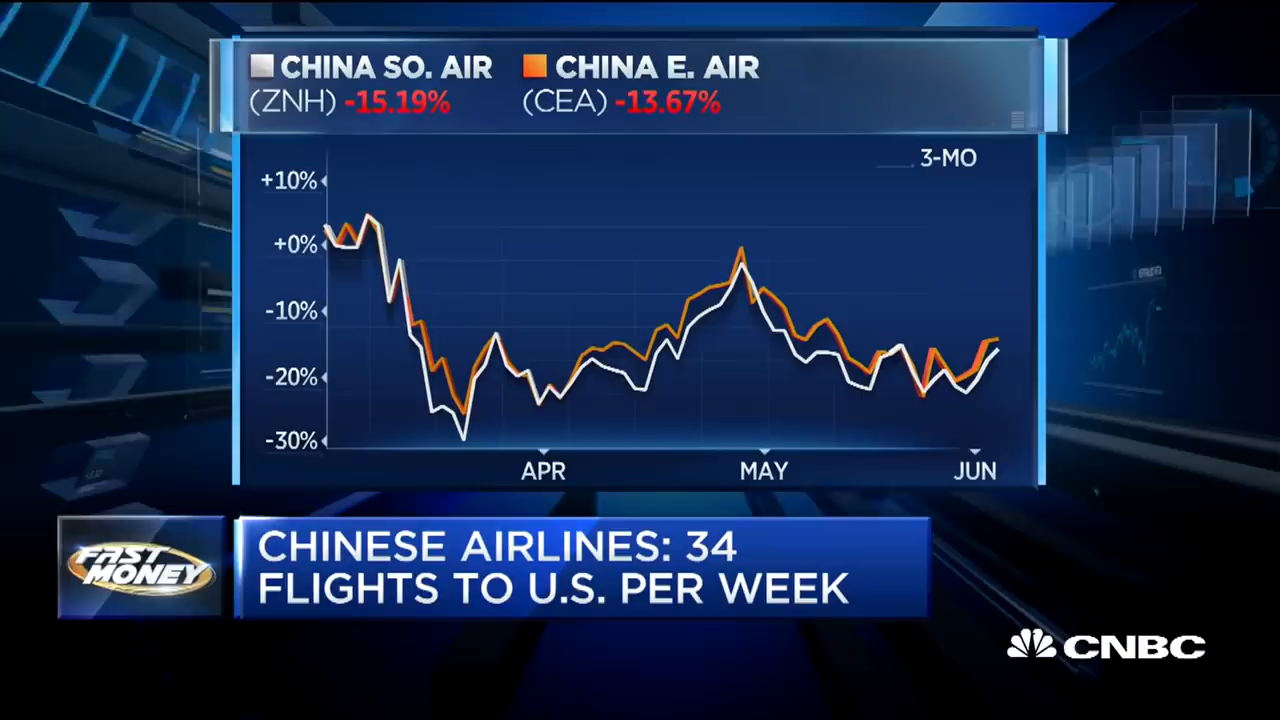 CHINA SO. AIR
(ZNH) -15.19%
CHINA E. AIR
(CEA) -13.67%
3-MO
+10%
+0%
-10%
-20%
-30%
APR
MAY
JUN
FAST MONEY
CHINESE AIRLINES: 34
FLIGHTS TO U.S. PER WEEK
CNBC